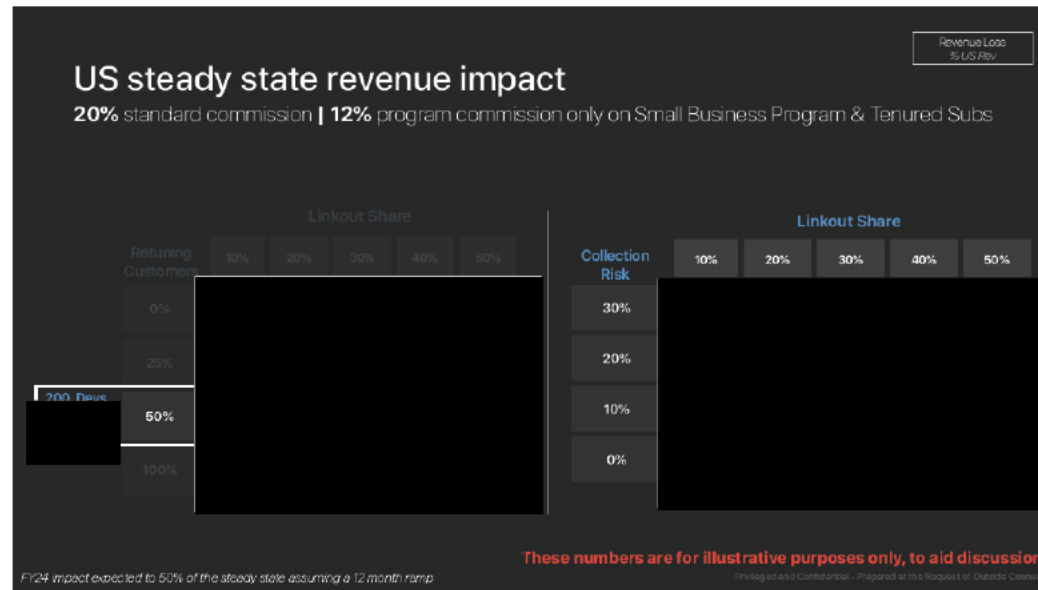 Revenue Loss
% US Rev
US steady state revenue impact
20% standard commission | 12% program commission only on Small Business Program & Tenured Subs
Linkout Share
Retuning
Customers
10% 20% 30% 40% 50%
0%
25%
200 Devs
50%
100%
Linkout Share
Collection
Risk
10% 20% 30% 40% 50%
30%
20%
10%
0%
These numbers are for illustrative purposes only, to aid discussion
FY24 impact expected to 50% of the steady state assuming a 12 month ramp
Privileged and Confidential - Prepared at the Request of Outside Counsel